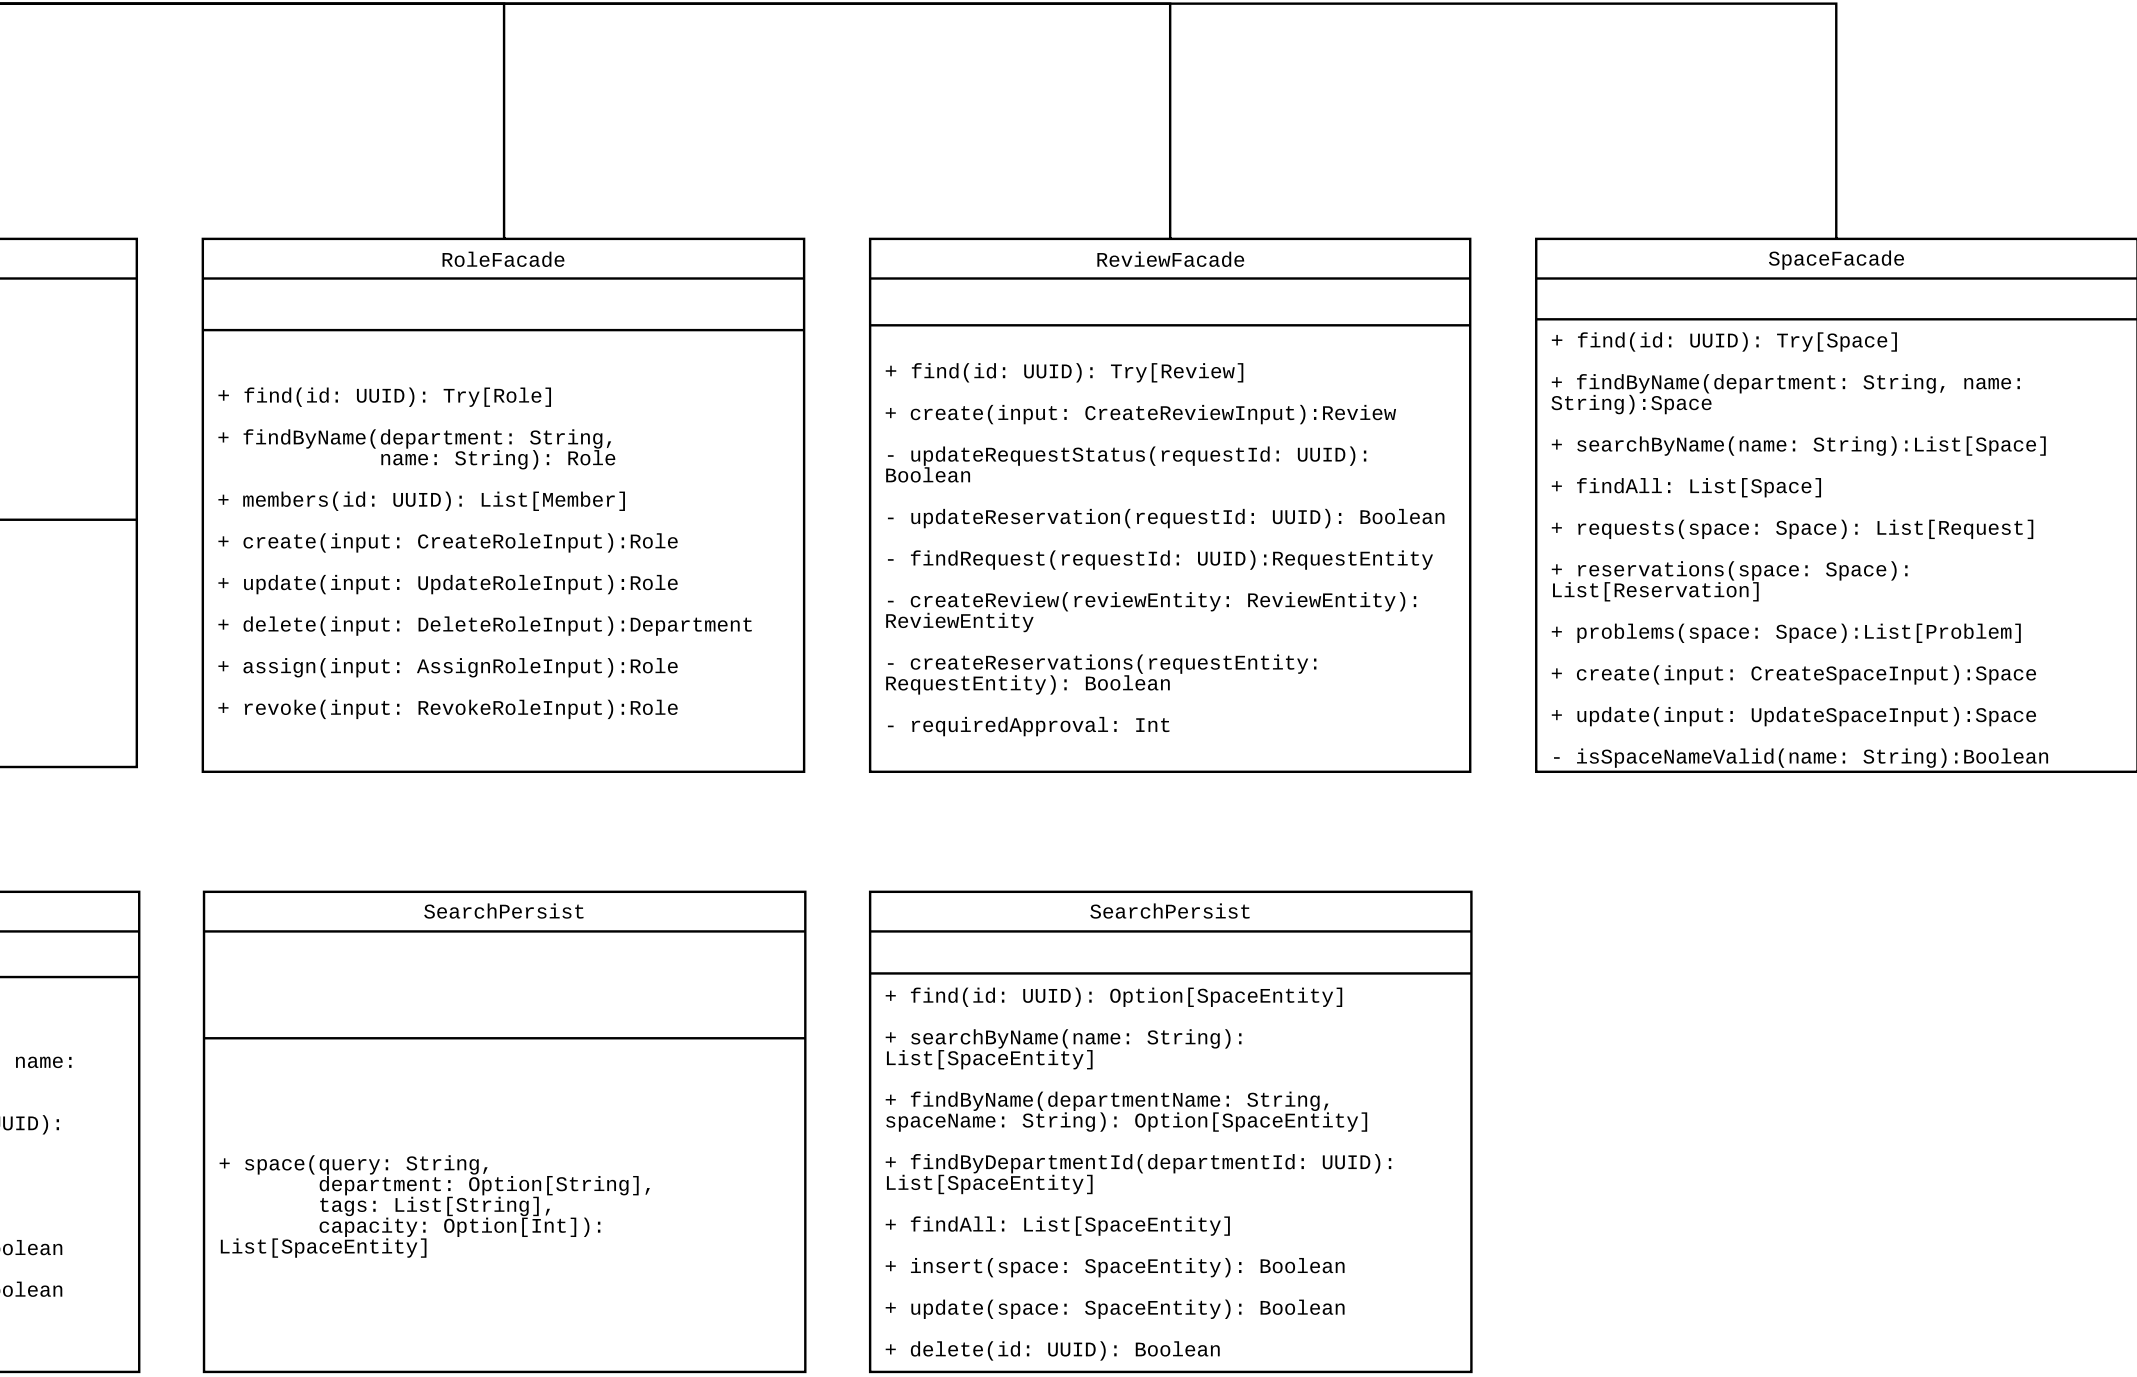 RoleFacade
+ find(id: UUID): Try[Role]
+ findByName(department: String,
name: String): Role
+ members(id: UUID): List[Member]
+ create(input: CreateRoleInput):Role
+ update(input: UpdateRoleInput):Role
+ delete(input: DeleteRoleInput):Department
+ assign(input: AssignRoleInput):Role
+ revoke(input: RevokeRoleInput):Role
ReviewFacade
+ find(id: UUID): Try[Review]
+ create(input: CreateReviewInput):Review
- updateRequestStatus(requestId: UUID):
Boolean
- updateReservation(requestId: UUID): Boolean
- findRequest(requestId: UUID):RequestEntity
- createReview(reviewEntity: ReviewEntity):
ReviewEntity
- createReservations(requestEntity:
RequestEntity): Boolean
- requiredApproval: Int
SpaceFacade
+ find(id: UUID): Try[Space]
+ findByName(department: String, name:
String):Space
+ searchByName(name: String):List[Space]
+ findAll: List[Space]
+ requests(space: Space): List[Request]
+ reservations(space: Space):
List[Reservation]
+ problems(space: Space):List[Problem]
+ create(input: CreateSpaceInput):Space
+ update(input: UpdateSpaceInput):Space
- isSpaceNameValid(name: String):Boolean
name:
UID):
olean
olean
SearchPersist
+ space(query: String,
department: Option[String],
tags: List[String],
capacity: Option[Int]):
List[SpaceEntity]
SearchPersist
+ find(id: UUID): Option[SpaceEntity]
+ searchByName(name: String):
List[SpaceEntity]
+ findByName(departmentName: String,
spaceName: String): Option[SpaceEntity]
+ findByDepartmentId(departmentId: UUID):
List[SpaceEntity]
+ findAll: List[SpaceEntity]
+ insert(space: SpaceEntity): Boolean
+ update(space: SpaceEntity): Boolean
+ delete(id: UUID): Boolean